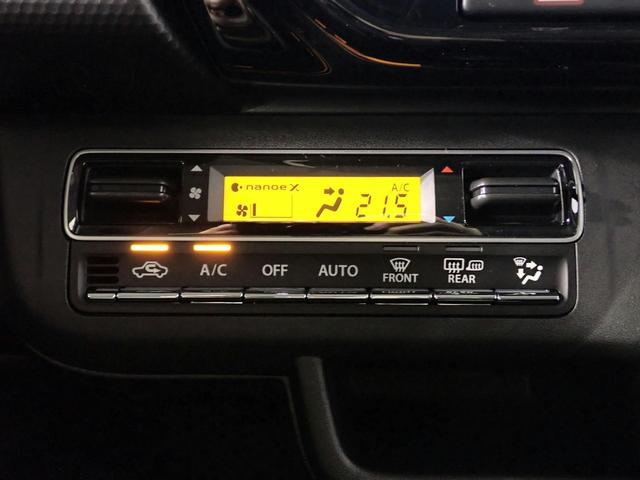 nanoe X
A/C
21.5
A/C OFF AUTO FRONT REAR